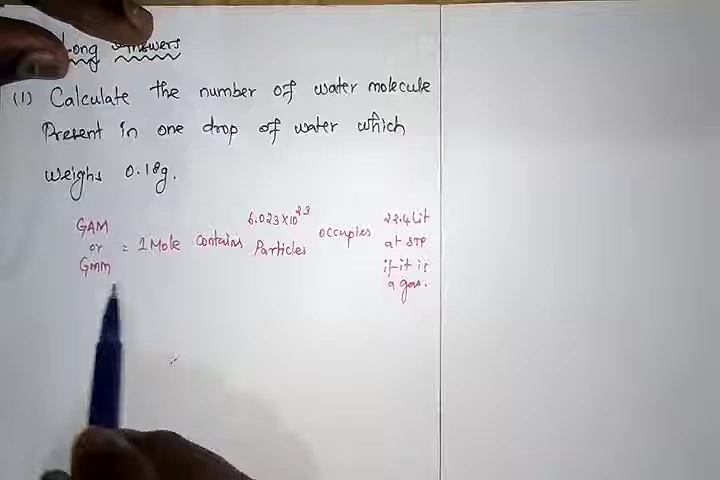 Long Answers
(1) Calculate the number of water molecule
Present in one drop of water which
weighs 0.18g.
GAM
or
GMM
= 1 Mole contains
6.023×10²³
Particles
occupies
22.4 Lit
at STP
if it is
a gas.